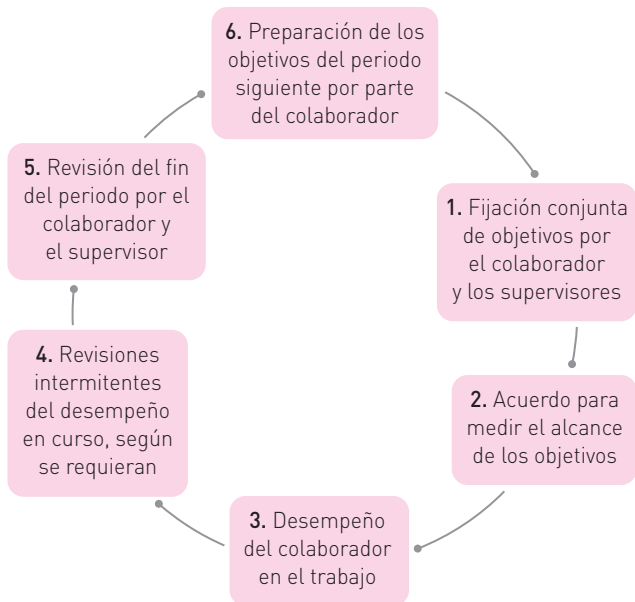 6. Preparación de los
objetivos del periodo
siguiente por parte
del colaborador
1. Fijación conjunta
de objetivos por
el colaborador
y los supervisores
2. Acuerdo para
medir el alcance
de los objetivos
3. Desempeño
del colaborador
en el trabajo
4. Revisiones
intermitentes
del desempeño
en curso, según
se requieran
5. Revisión del fin
del periodo por el
colaborador y
el supervisor